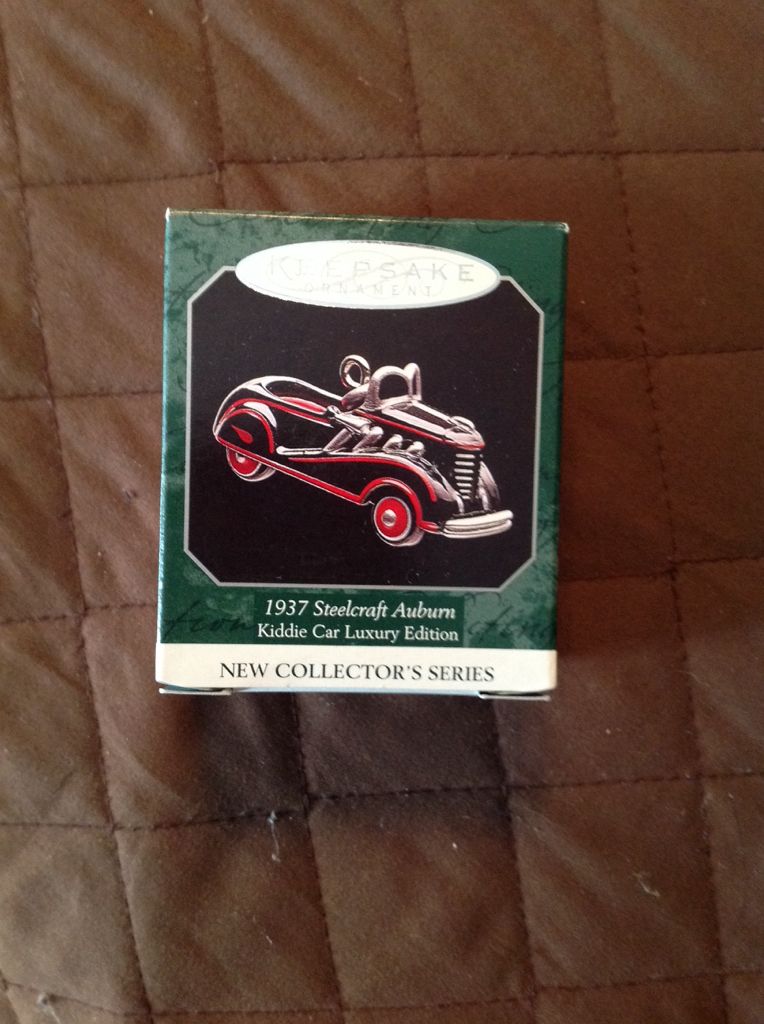 KEEPSAKE
ORNAMENT
1937 Steelcraft Auburn
Kiddie Car Luxury Edition
NEW COLLECTOR'S SERIES